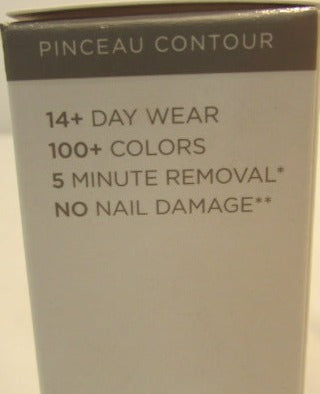 PINCEAU CONTOUR
14+ DAY WEAR
100+ COLORS
5 MINUTE REMOVAL*
NO NAIL DAMAGE**